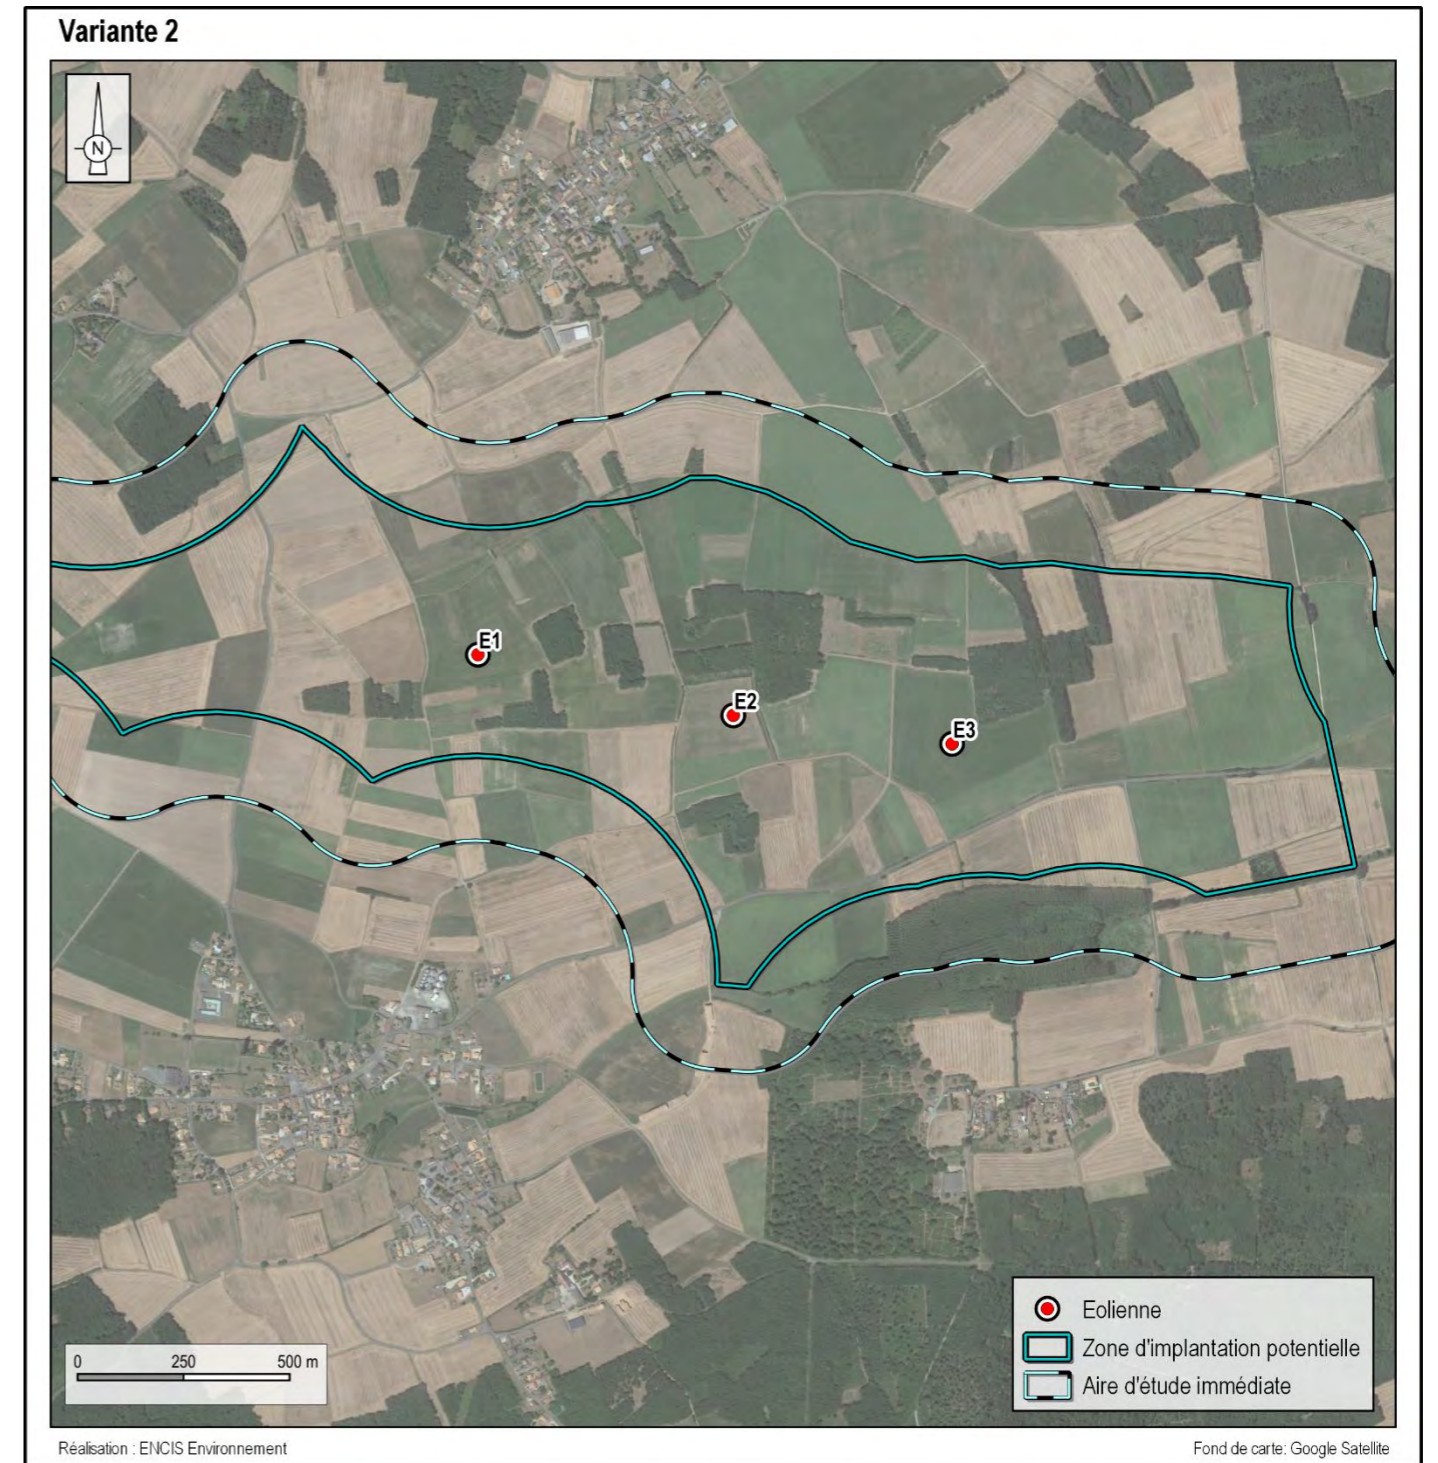 Variante 2
N
E1
E2
E3
Eolienne
Zone d'implantation potentielle
Aire d'étude immédiate
0 250 500 m
Réalisation : ENCIS Environnement
Fond de carte: Google Satellite